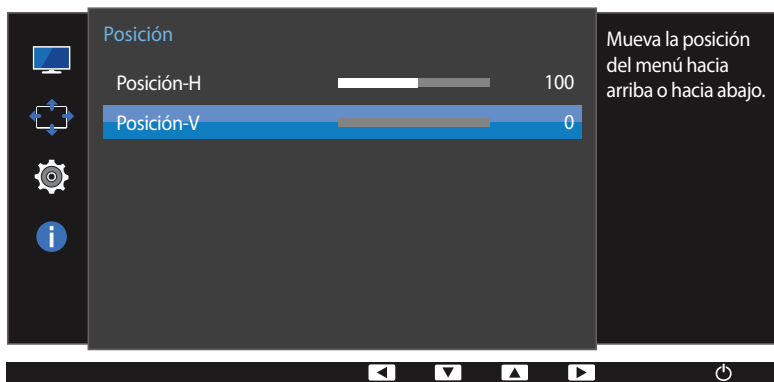 Posición
Posición-H 100
Posición-V 0
Mueva la posición
del menú hacia
arriba o hacia abajo.